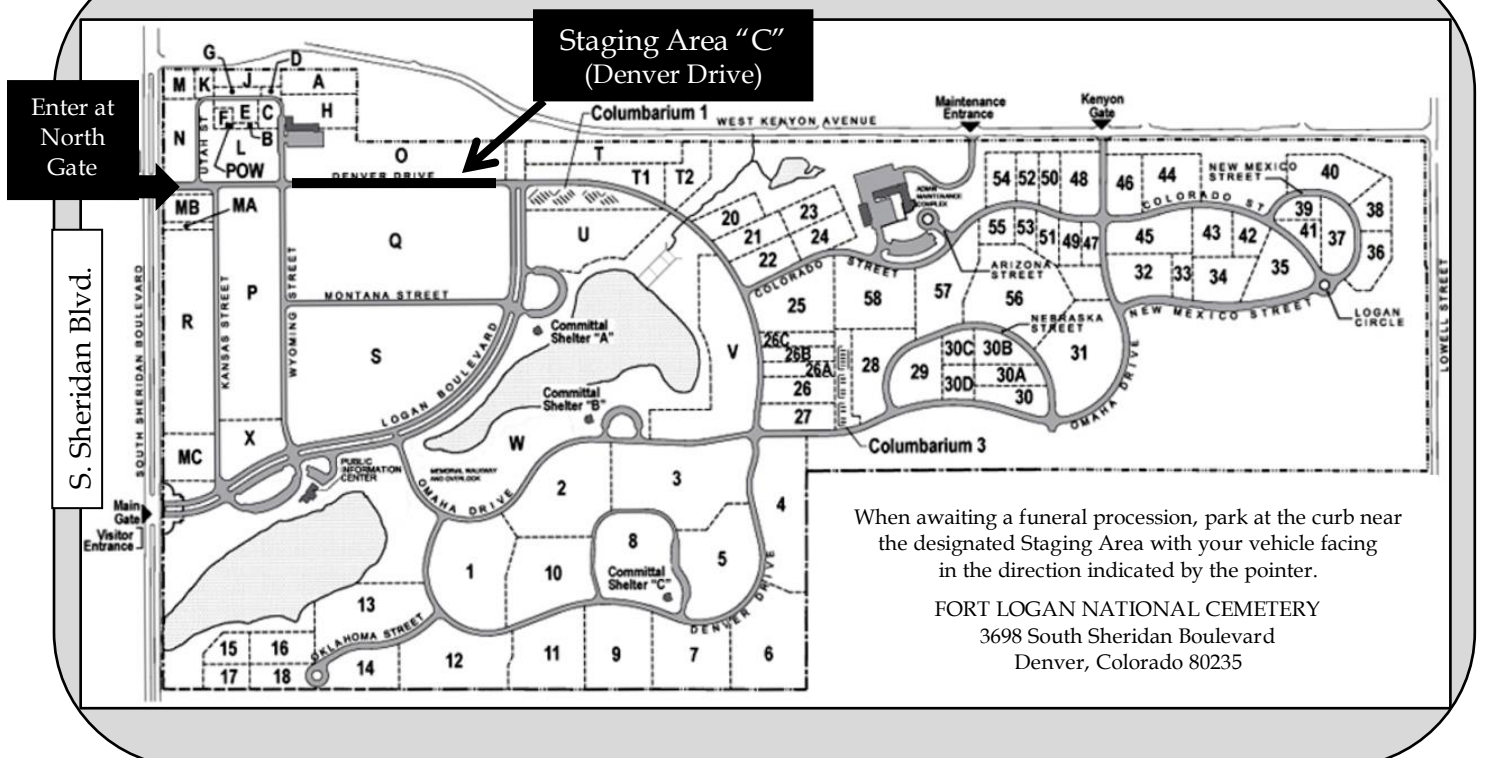 Staging Area “C”
(Denver Drive)
Enter at
North
Gate
S. Sheridan Blvd.
SOUTH SHERIDAN BOULEVARD
G
D
M
K
J
A
E
C
H
F
B
N
UTAH ST
L
POW
O
DENVER DRIVE
Columbarium 1
WEST KENYON AVENUE
Maintenance
Entrance
Kenyon
Gate
T
T1
T2
MB
MA
Q
U
20
23
21
24
22
ADMIN
MAINTENANCE
COMPLEX
54
52
50
48
46
44
NEW MEXICO
STREET
40
COLORADO ST
39
38
55
53
51
49
47
45
43
42
41
37
36
ARIZONA
STREET
32
33
34
35
COLORADO STREET
KANSAS STREET
P
WYOMING STREET
MONTANA STREET
R
S
LOGAN BOULEVARD
Committal
Shelter "A"
V
25
58
57
56
NEBRASKA
STREET
NEW MEXICO STREET
LOGAN
CIRCLE
LOWELL STREET
26C
26B
26A
26
27
28
29
30C
30B
30A
30D
30
31
OMAHA DRIVE
Committal
Shelter "B"
Columbarium 3
X
MC
W
PUBLIC
INFORMATION
CENTER
MEMORIAL WALKWAY
AND OVERLOOK
OMAHA DRIVE
Main
Gate
Visitor
Entrance
2
3
4
1
10
8
Committal
Shelter "C"
5
DENVER DRIVE
13
OKLAHOMA STREET
15
16
17
18
14
12
11
9
7
6
When awaiting a funeral procession, park at the curb near
the designated Staging Area with your vehicle facing
in the direction indicated by the pointer.
FORT LOGAN NATIONAL CEMETERY
3698 South Sheridan Boulevard
Denver, Colorado 80235